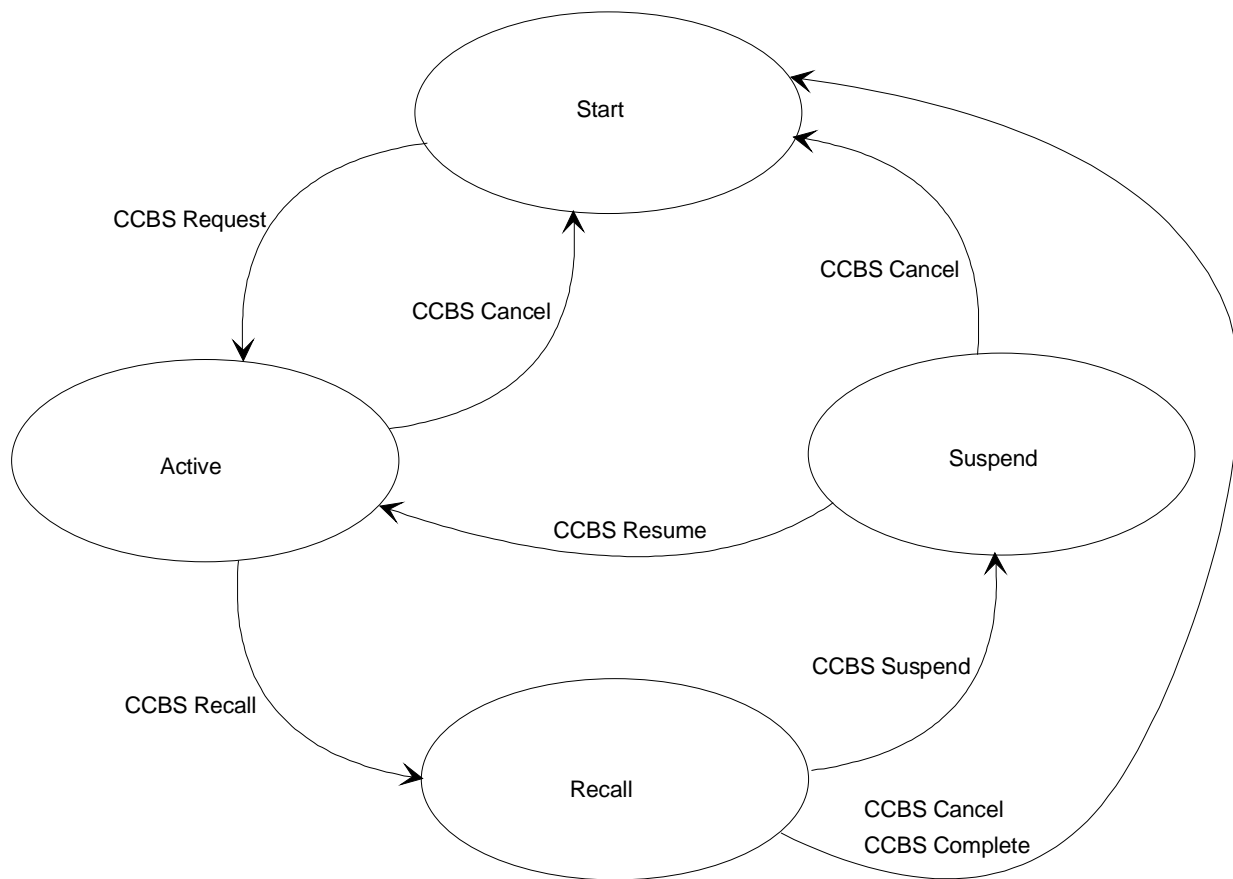 Start
CCBS Request
CCBS Cancel
CCBS Cancel
Active
Suspend
CCBS Resume
CCBS Suspend
CCBS Recall
Recall
CCBS Cancel
CCBS Complete